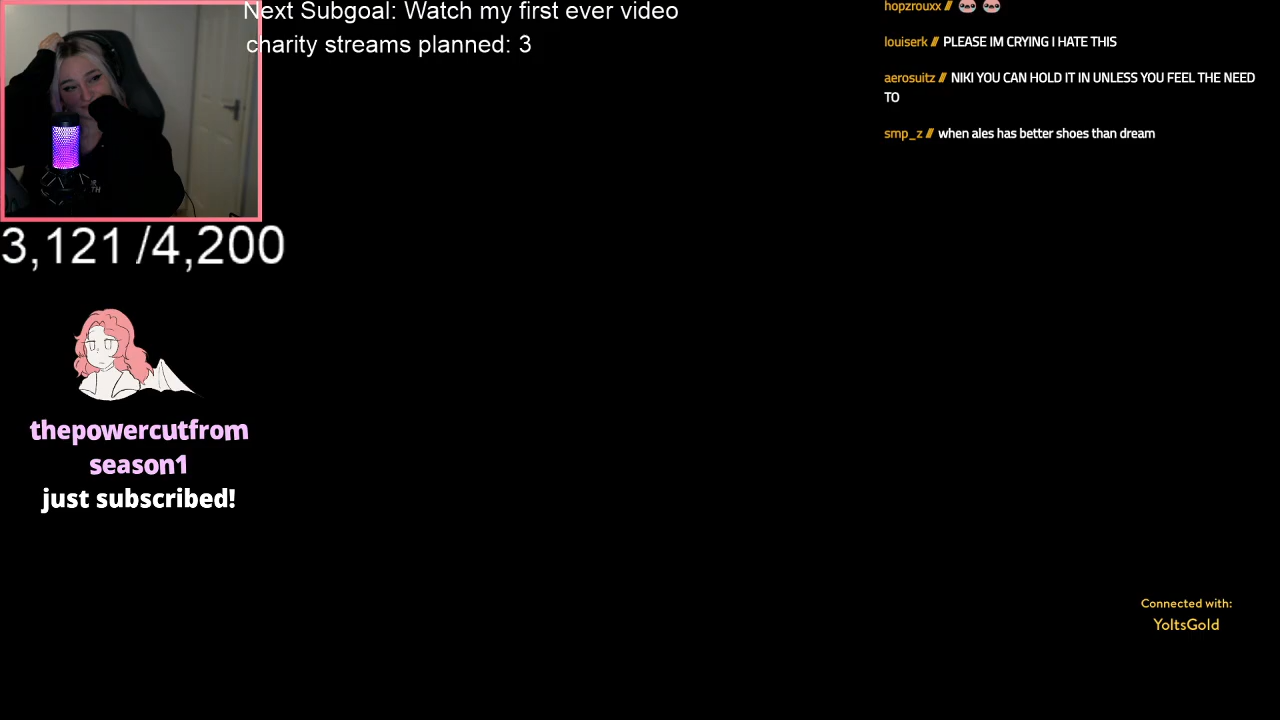 Next Subgoal: Watch my first ever video
charity streams planned: 3
hopzrouxx //
louiserk // PLEASE IM CRYING I HATE THIS
aerosuitz // NIKI YOU CAN HOLD IT IN UNLESS YOU FEEL THE NEED
TO
smp_z // when ales has better shoes than dream
3,121 /4,200
thepowercutfrom
season1
just subscribed!
Connected with:
YoltsGold